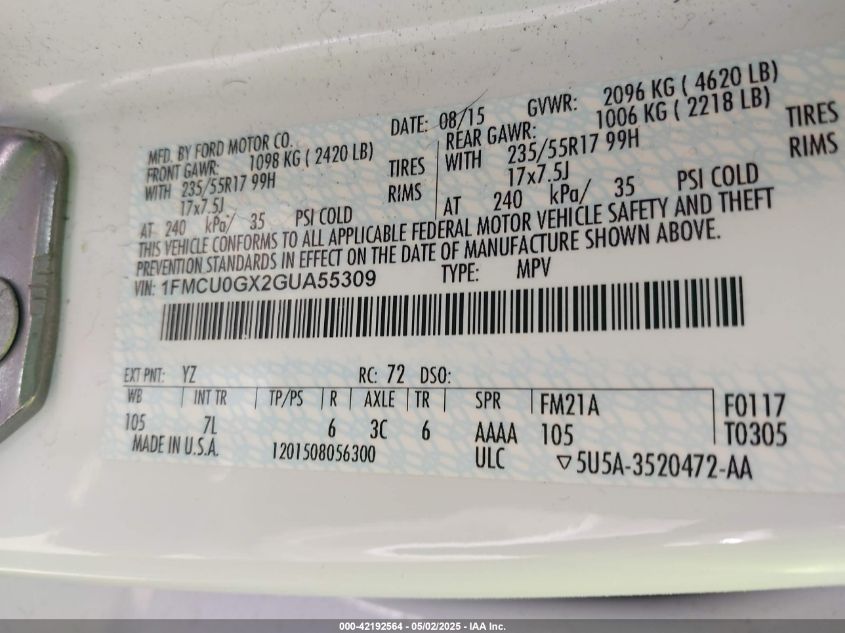 MFD. BY FORD MOTOR CO. DATE: 08/15 GVWR: 2096 KG ( 4620 LB)
FRONT GAWR: 1098 KG ( 2420 LB) REAR GAWR: 1006 KG ( 2218 LB)
WITH 235/55R17 99H TIRES WITH 235/55R17 99H TIRES
17x7.5J RIMS 17x7.5J RIMS
AT 240 kPa/ 35 PSI COLD AT 240 kPa/ 35 PSI COLD
THIS VEHICLE CONFORMS TO ALL APPLICABLE FEDERAL MOTOR VEHICLE SAFETY AND THEFT
PREVENTION STANDARDS IN EFFECT ON THE DATE OF MANUFACTURE SHOWN ABOVE.
VIN: 1FMCU0GX2GUA55309 TYPE: MPV
EXT PNT: YZ RC: 72 DSO:
WB INT TR TP/PS R AXLE TR SPR FM21A F0117
105 7L 6 3C 6 AAAA 105 T0305
MADE IN U.S.A. 1201508056300 ULC ▽5U5A-3520472-AA
000-42192564 - 05/02/2025 - IAA Inc.